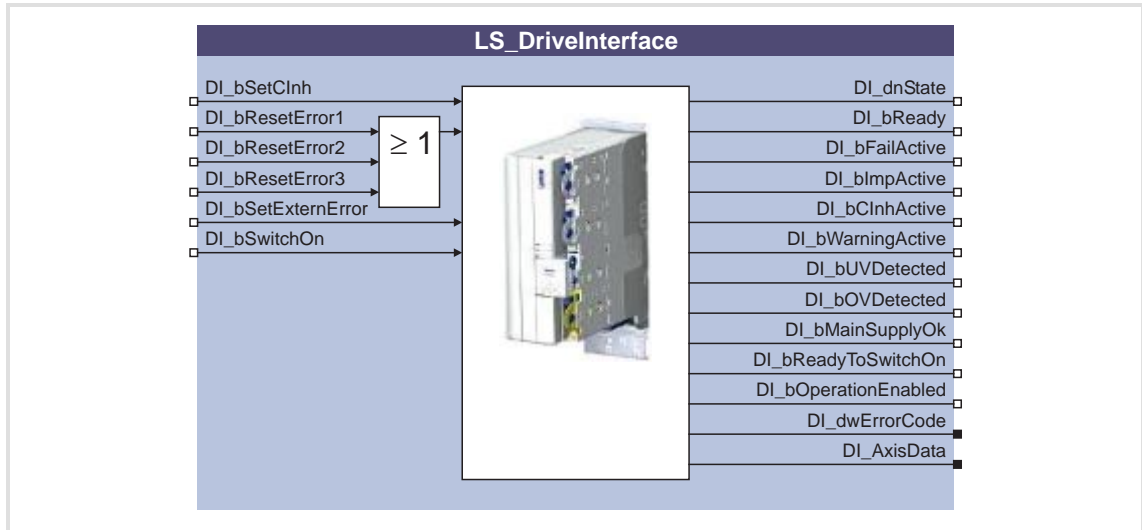 LS_DriveInterface
DI_bSetCInh
DI_bResetError1
DI_bResetError2
DI_bResetError3
DI_bSetExternError
DI_bSwitchOn
≥ 1
DI_dnState
DI_bReady
DI_bFailActive
DI_bImpActive
DI_bCInhActive
DI_bWarningActive
DI_bUVDetected
DI_bOVDetected
DI_bMainSupplyOk
DI_bReadyToSwitchOn
DI_bOperationEnabled
DI_dwErrorCode
DI_AxisData